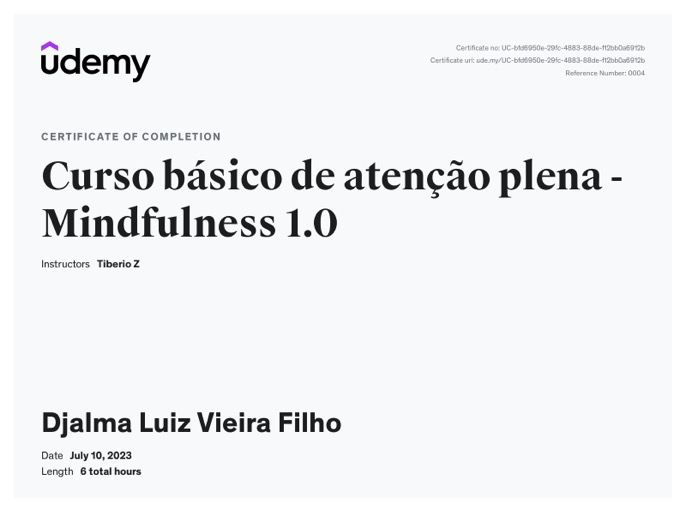 udemy
Certificate no: UC-bfd6950e-29fc-4883-88de-f12bb0a6912b
Certificate url: ude.my/UC-bfd6950e-29fc-4883-88de-f12bb0a6912b
Reference Number: 0004
CERTIFICATE OF COMPLETION
Curso básico de atenção plena -
Mindfulness 1.0
Instructors Tiberio Z
Djalma Luiz Vieira Filho
Date July 10, 2023
Length 6 total hours